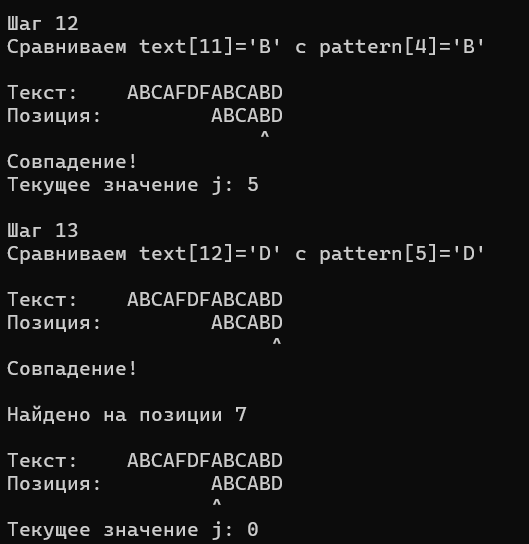 Шаг 12
Сравниваем text[11]='B' с pattern[4]='B'
Текст:    ABCAFDFABCABD
Позиция:         ABCABD
                     ^
Совпадение!
Текущее значение j: 5
Шаг 13
Сравниваем text[12]='D' с pattern[5]='D'
Текст:    ABCAFDFABCABD
Позиция:         ABCABD
                      ^
Совпадение!
Найдено на позиции 7
Текст:    ABCAFDFABCABD
Позиция:         ABCABD
                 ^
Текущее значение j: 0